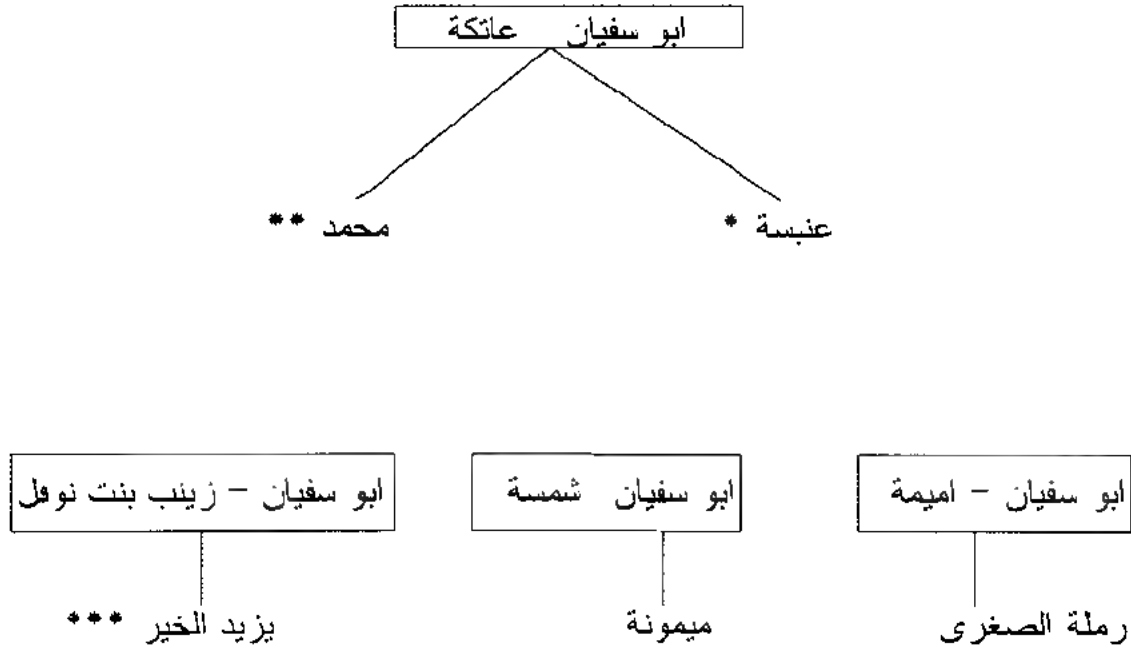 ابو سفيان عاتكة
عنبسة *
محمد **
ابو سفيان - اميمة
ابو سفيان شمسة
ابو سفيان - زينب بنت نوفل
رملة الصغرى
ميمونة
يزيد الخير ***